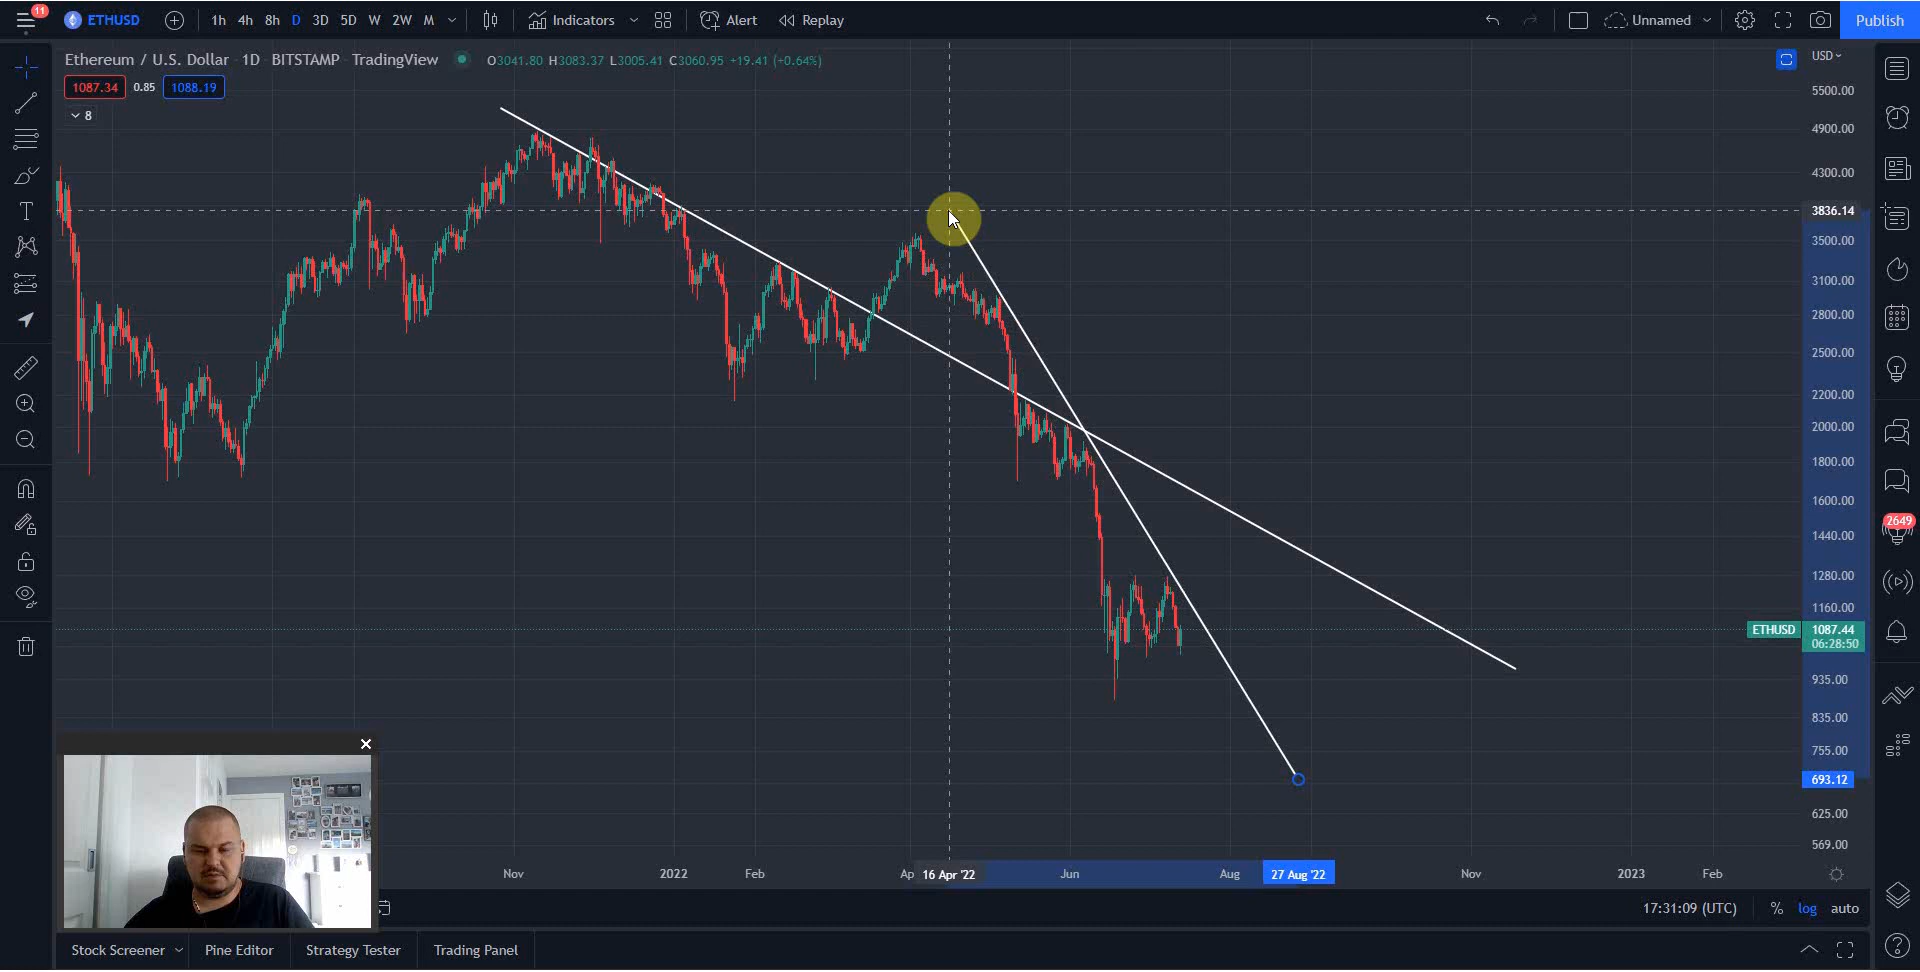 11
ETHUSD
1h 4h 8h D 3D 5D W 2W M
Indicators
Alert
Replay
Unnamed
Publish
Ethereum / U.S. Dollar 1D BITSTAMP TradingView
O3041.80 H3083.37 L3005.41 C3060.95 +19.41 (+0.64%)
USD
1087.34 0.85 1088.19
8
5500.00
4900.00
4300.00
3836.14
3500.00
3100.00
2800.00
2500.00
2200.00
2000.00
1800.00
1600.00
1440.00
1280.00
1160.00
ETHUSD 1087.44
06:28:50
935.00
835.00
755.00
693.12
625.00
569.00
2649
Nov 2022 Feb Ap 16 Apr '22 Jun Aug 27 Aug '22 Nov 2023 Feb
17:31:09 (UTC) % log auto
Stock Screener Pine Editor Strategy Tester Trading Panel